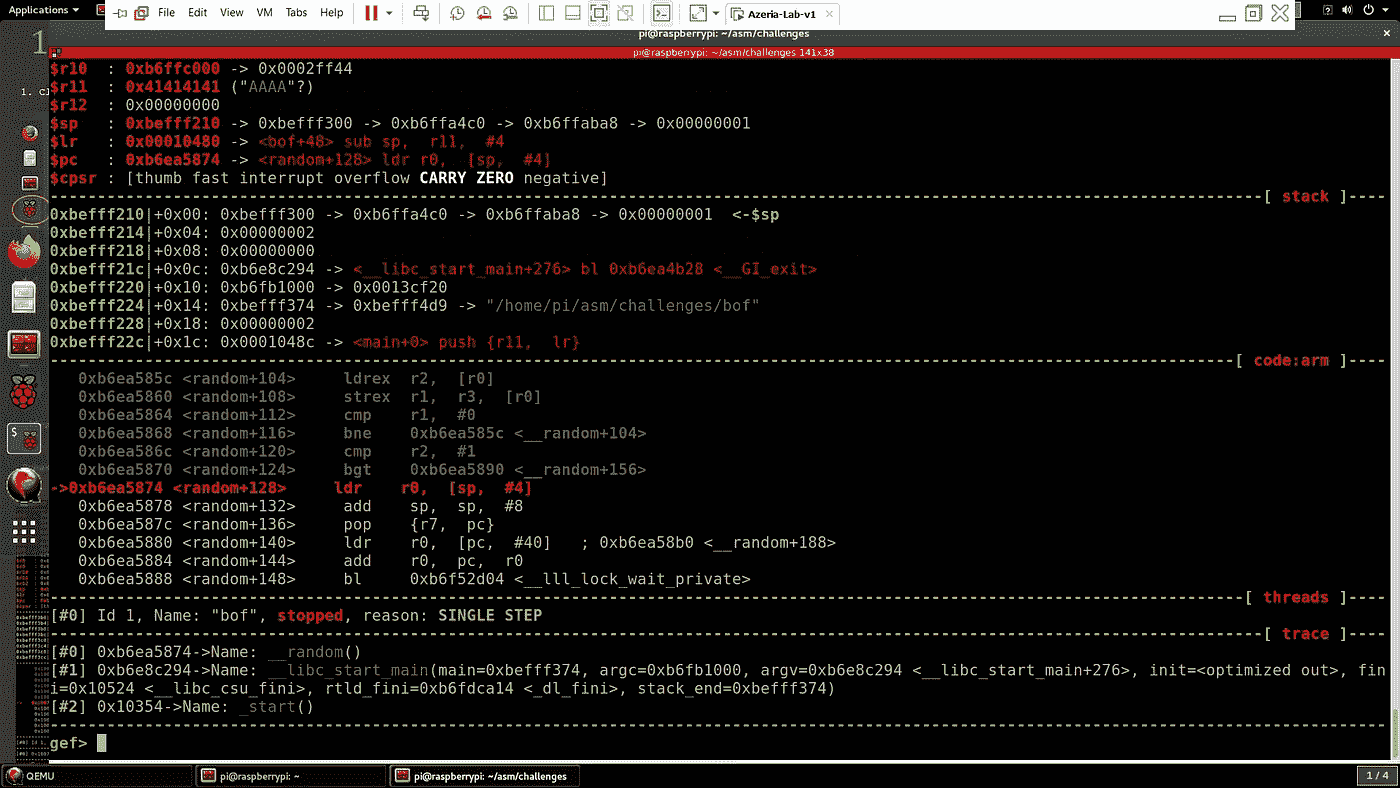 Applications
File Edit View VM Tabs Help
Azeria-Lab-v1
pi@raspberrypi: ~/asm/challenges
pi@raspberrypi: ~/asm/challenges 141x38
1
1. Cl
$r10 : 0xb6ffc000 -> 0x0002ff44
$r11 : 0x41414141 ("AAAA"?)
$r12 : 0x00000000
$sp : 0xbefff210 -> 0xbefff300 -> 0xb6ffa4c0 -> 0xb6ffaba8 -> 0x00000001
$lr : 0x00010480 -> <bof+48> sub sp, r11, #4
$pc : 0xb6ea5874 -> <random+128> ldr r0, [sp, #4]
$cpsr : [thumb fast interrupt overflow CARRY ZERO negative]
[ stack ]----
0xbefff210|+0x00: 0xbefff300 -> 0xb6ffa4c0 -> 0xb6ffaba8 -> 0x00000001 <-$sp
0xbefff214|+0x04: 0x00000002
0xbefff218|+0x08: 0x00000000
0xbefff21c|+0x0c: 0xb6e8c294 -> <__libc_start_main+276> bl 0xb6ea4b28 <__GI_exit>
0xbefff220|+0x10: 0xb6fb1000 -> 0x0013cf20
0xbefff224|+0x14: 0xbefff374 -> 0xbefff4d9 -> "/home/pi/asm/challenges/bof"
0xbefff228|+0x18: 0x00000002
0xbefff22c|+0x1c: 0x0001048c -> <main+0> push {r11, lr}
[ code:arm ]----
0xb6ea585c <random+104> ldrex r2, [r0]
0xb6ea5860 <random+108> strex r1, r3, [r0]
0xb6ea5864 <random+112> cmp r1, #0
0xb6ea5868 <random+116> bne 0xb6ea585c <__random+104>
0xb6ea586c <random+120> cmp r2, #1
0xb6ea5870 <random+124> bgt 0xb6ea5890 <__random+156>
->0xb6ea5874 <random+128> ldr r0, [sp, #4]
0xb6ea5878 <random+132> add sp, sp, #8
0xb6ea587c <random+136> pop {r7, pc}
0xb6ea5880 <random+140> ldr r0, [pc, #40] ; 0xb6ea58b0 <__random+188>
0xb6ea5884 <random+144> add r0, pc, r0
0xb6ea5888 <random+148> bl 0xb6f52d04 <__lll_lock_wait_private>
[ threads ]----
[#0] Id 1, Name: "bof", stopped, reason: SINGLE STEP
[ trace ]----
[#0] 0xb6ea5874->Name: __random()
[#1] 0xb6e8c294->Name: __libc_start_main(main=0xbefff374, argc=0xb6fb1000, argv=0xb6e8c294 <__libc_start_main+276>, init=<optimized out>, fin
i=0x10524 <__libc_csu_fini>, rtld_fini=0xb6fdca14 <_dl_fini>, stack_end=0xbefff374)
[#2] 0x10354->Name: _start()
gef>
QEMU
pi@raspberrypi: ~
pi@raspberrypi: ~/asm/challenges
1 / 4